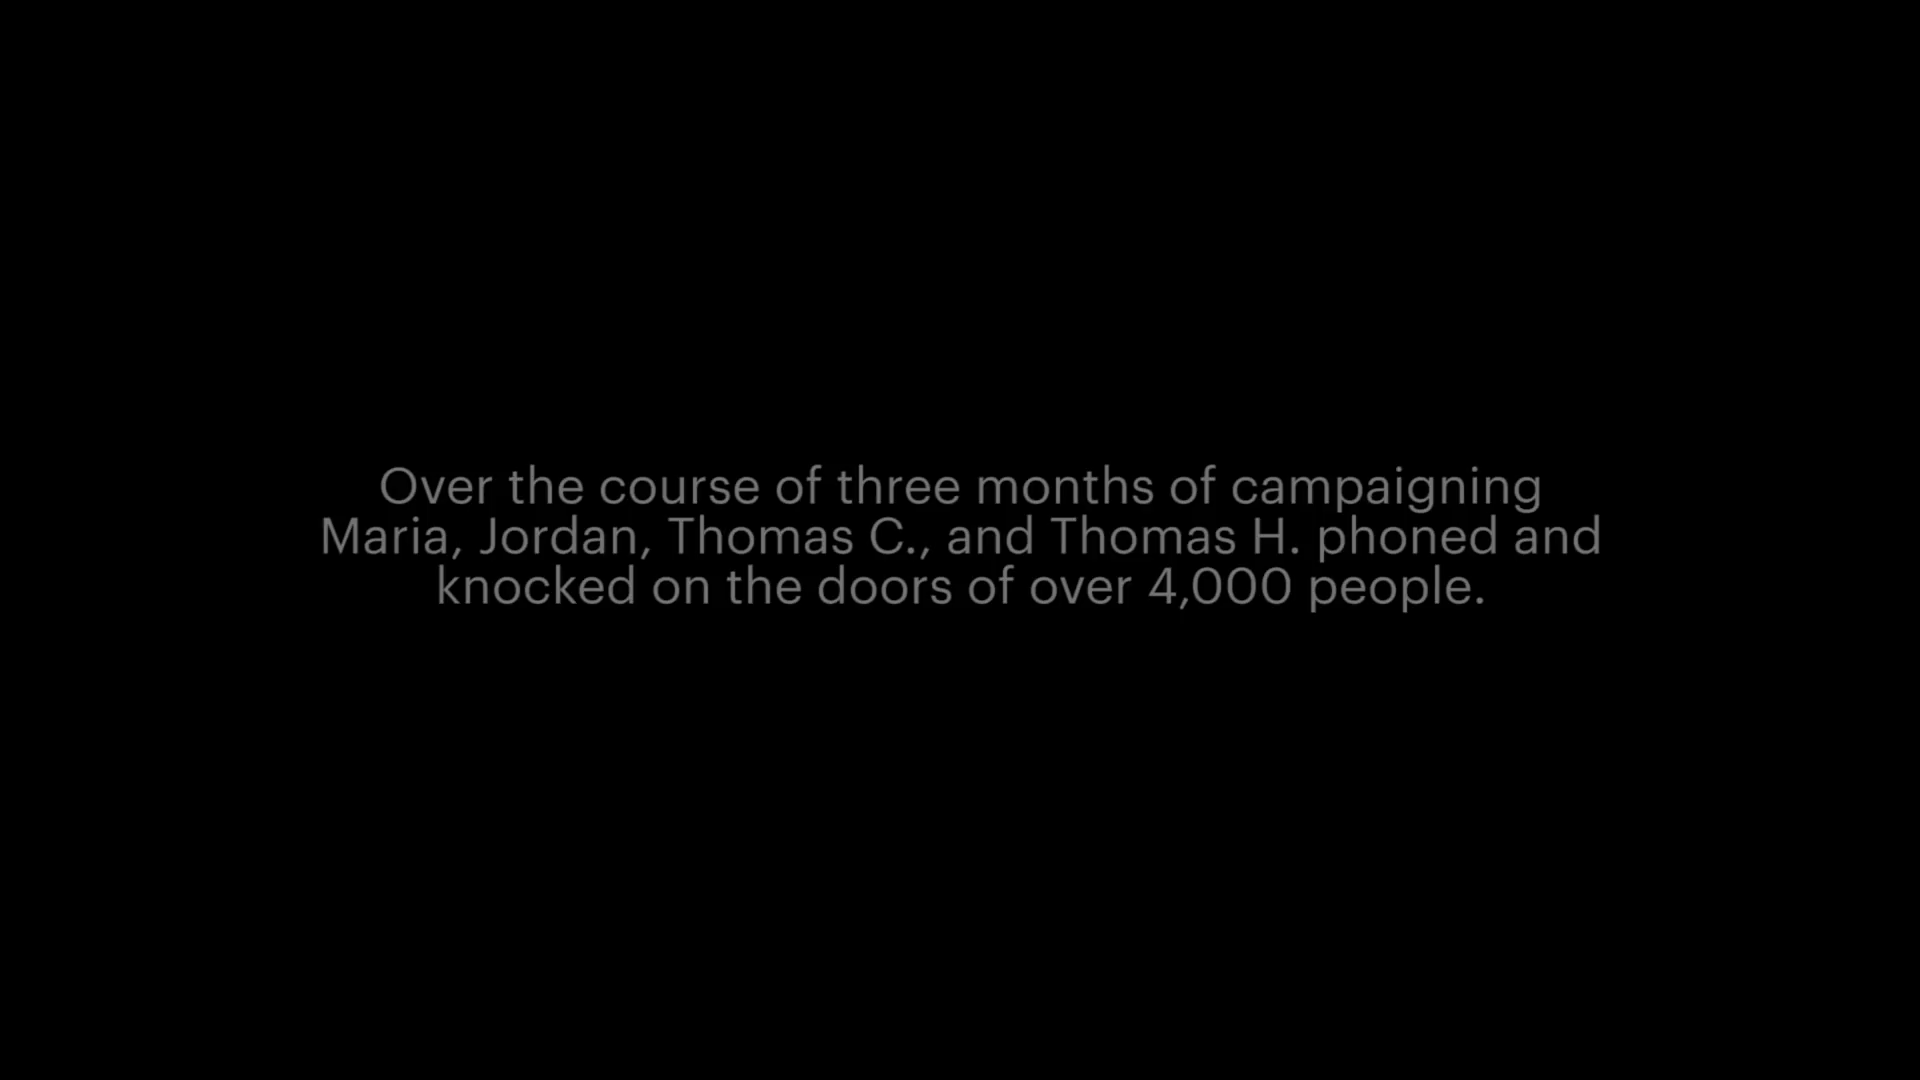 Over the course of three months of campaigning
Maria, Jordan, Thomas C., and Thomas H. phoned and
knocked on the doors of over 4,000 people.